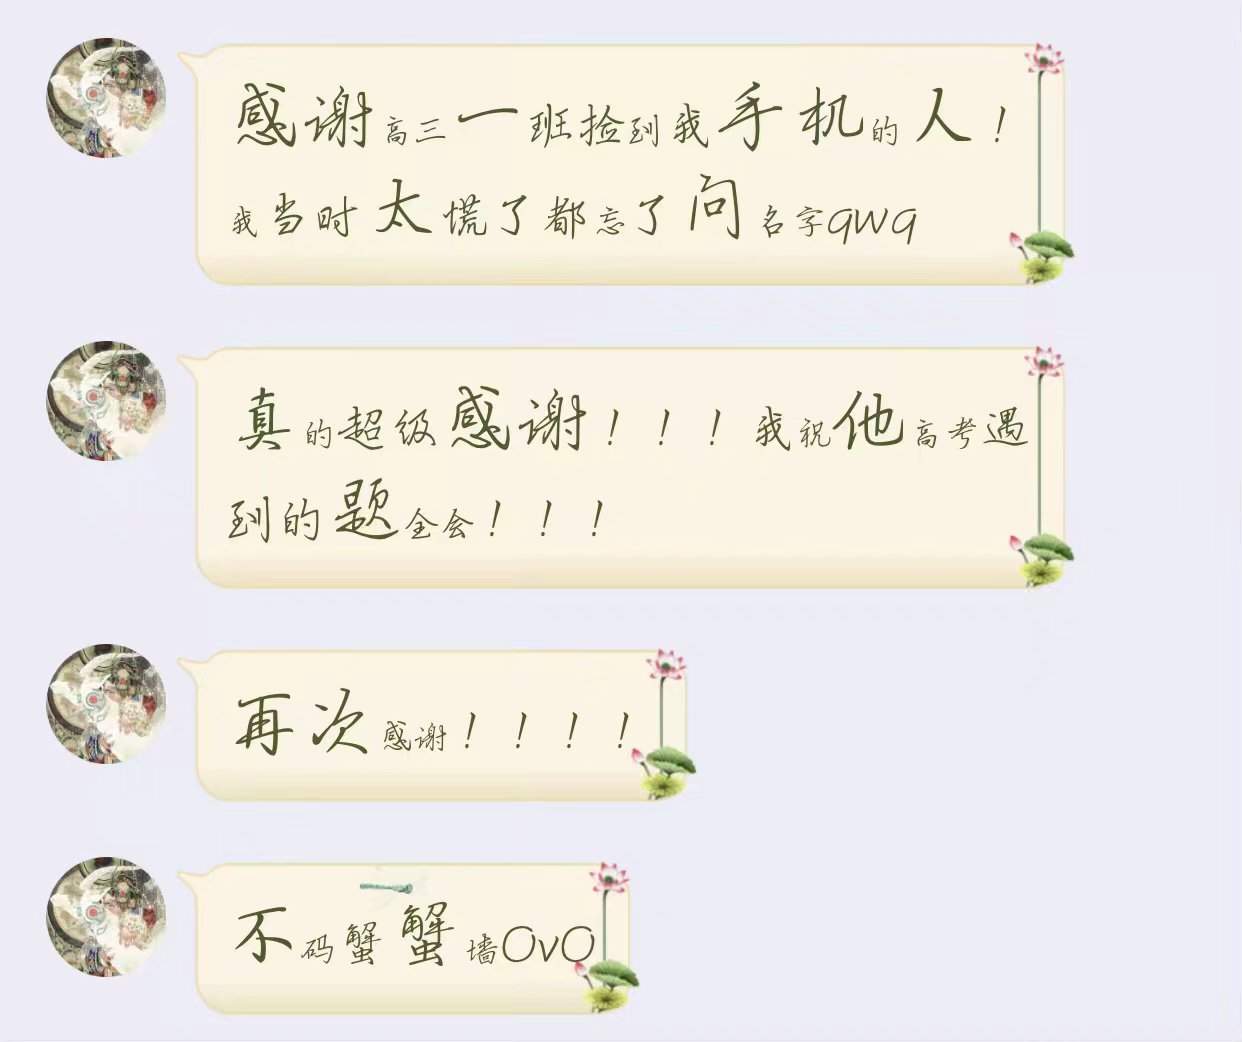 感谢高三一班捡到我手机的人！
我当时太慌了都忘了问名字qwq
真的超级感谢！！！我祝他高考遇
到的题全会！！！
再次感谢！！！！
不码蟹蟹墙OvO